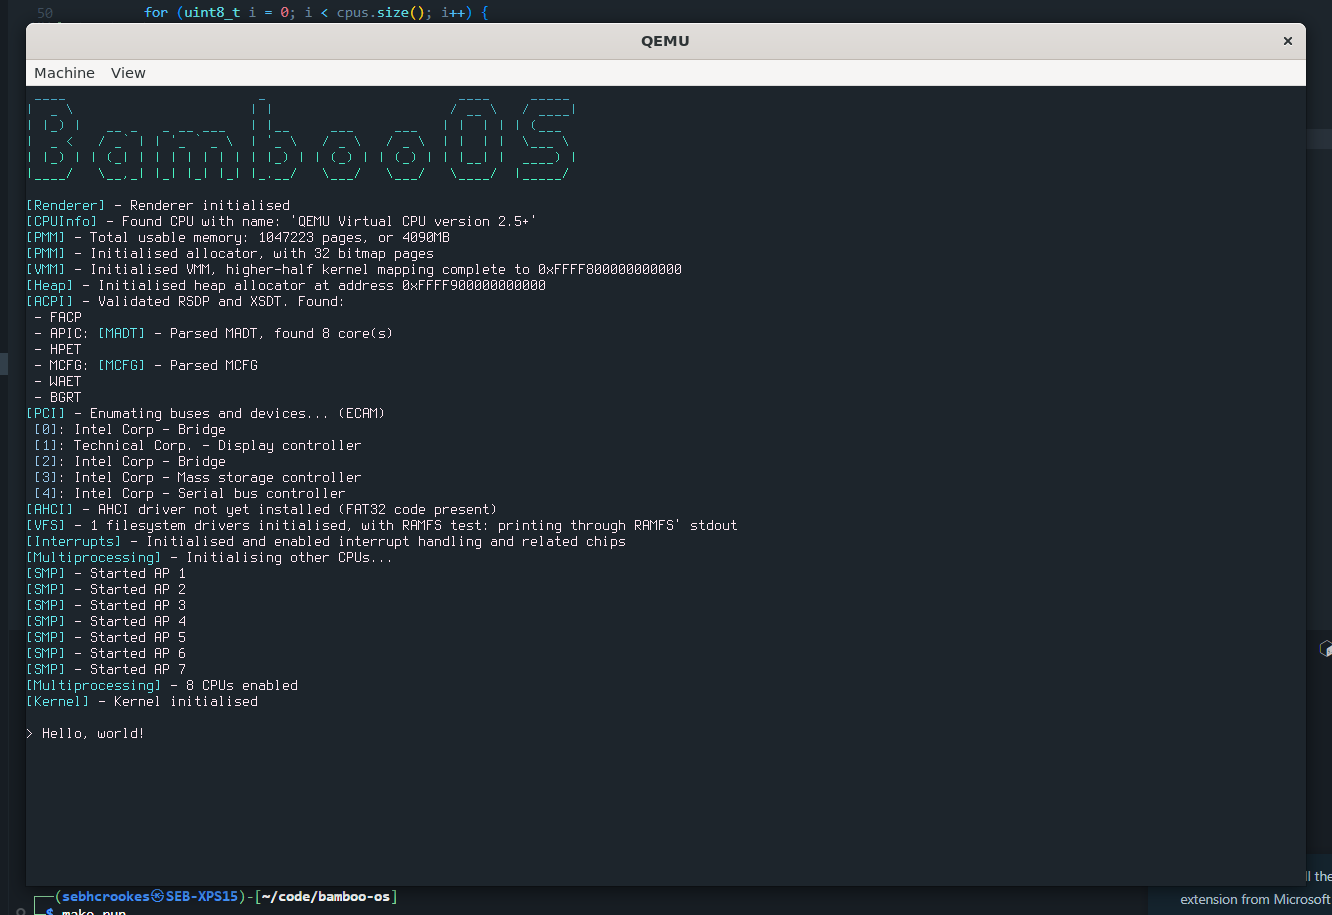 50 for (uint8_t i = 0; i < cpus.size(); i++) {
QEMU ×
Machine View
BambooOS
[Renderer] - Renderer initialised
[CPUInfo] - Found CPU with name: 'QEMU Virtual CPU version 2.5+'
[PMM] - Total usable memory: 1047223 pages, or 4090MB
[PMM] - Initialised allocator, with 32 bitmap pages
[VMM] - Initialised VMM, higher-half kernel mapping complete to 0xFFFF800000000000
[Heap] - Initialised heap allocator at address 0xFFFF900000000000
[ACPI] - Validated RSDP and XSDT. Found:
- FACP
- APIC: [MADT] - Parsed MADT, found 8 core(s)
- HPET
- MCFG: [MCFG] - Parsed MCFG
- WAET
- BGRT
[PCI] - Enumating buses and devices... (ECAM)
[0]: Intel Corp - Bridge
[1]: Technical Corp. - Display controller
[2]: Intel Corp - Bridge
[3]: Intel Corp - Mass storage controller
[4]: Intel Corp - Serial bus controller
[AHCI] - AHCI driver not yet installed (FAT32 code present)
[VFS] - 1 filesystem drivers initialised, with RAMFS test: printing through RAMFS' stdout
[Interrupts] - Initialised and enabled interrupt handling and related chips
[Multiprocessing] - Initialising other CPUs...
[SMP] - Started AP 1
[SMP] - Started AP 2
[SMP] - Started AP 3
[SMP] - Started AP 4
[SMP] - Started AP 5
[SMP] - Started AP 6
[SMP] - Started AP 7
[Multiprocessing] - 8 CPUs enabled
[Kernel] - Kernel initialised
> Hello, world!
(sebhcrookes㉿SEB-XPS15)-[~/code/bamboo-os]
$ make run
extension from Microsoft